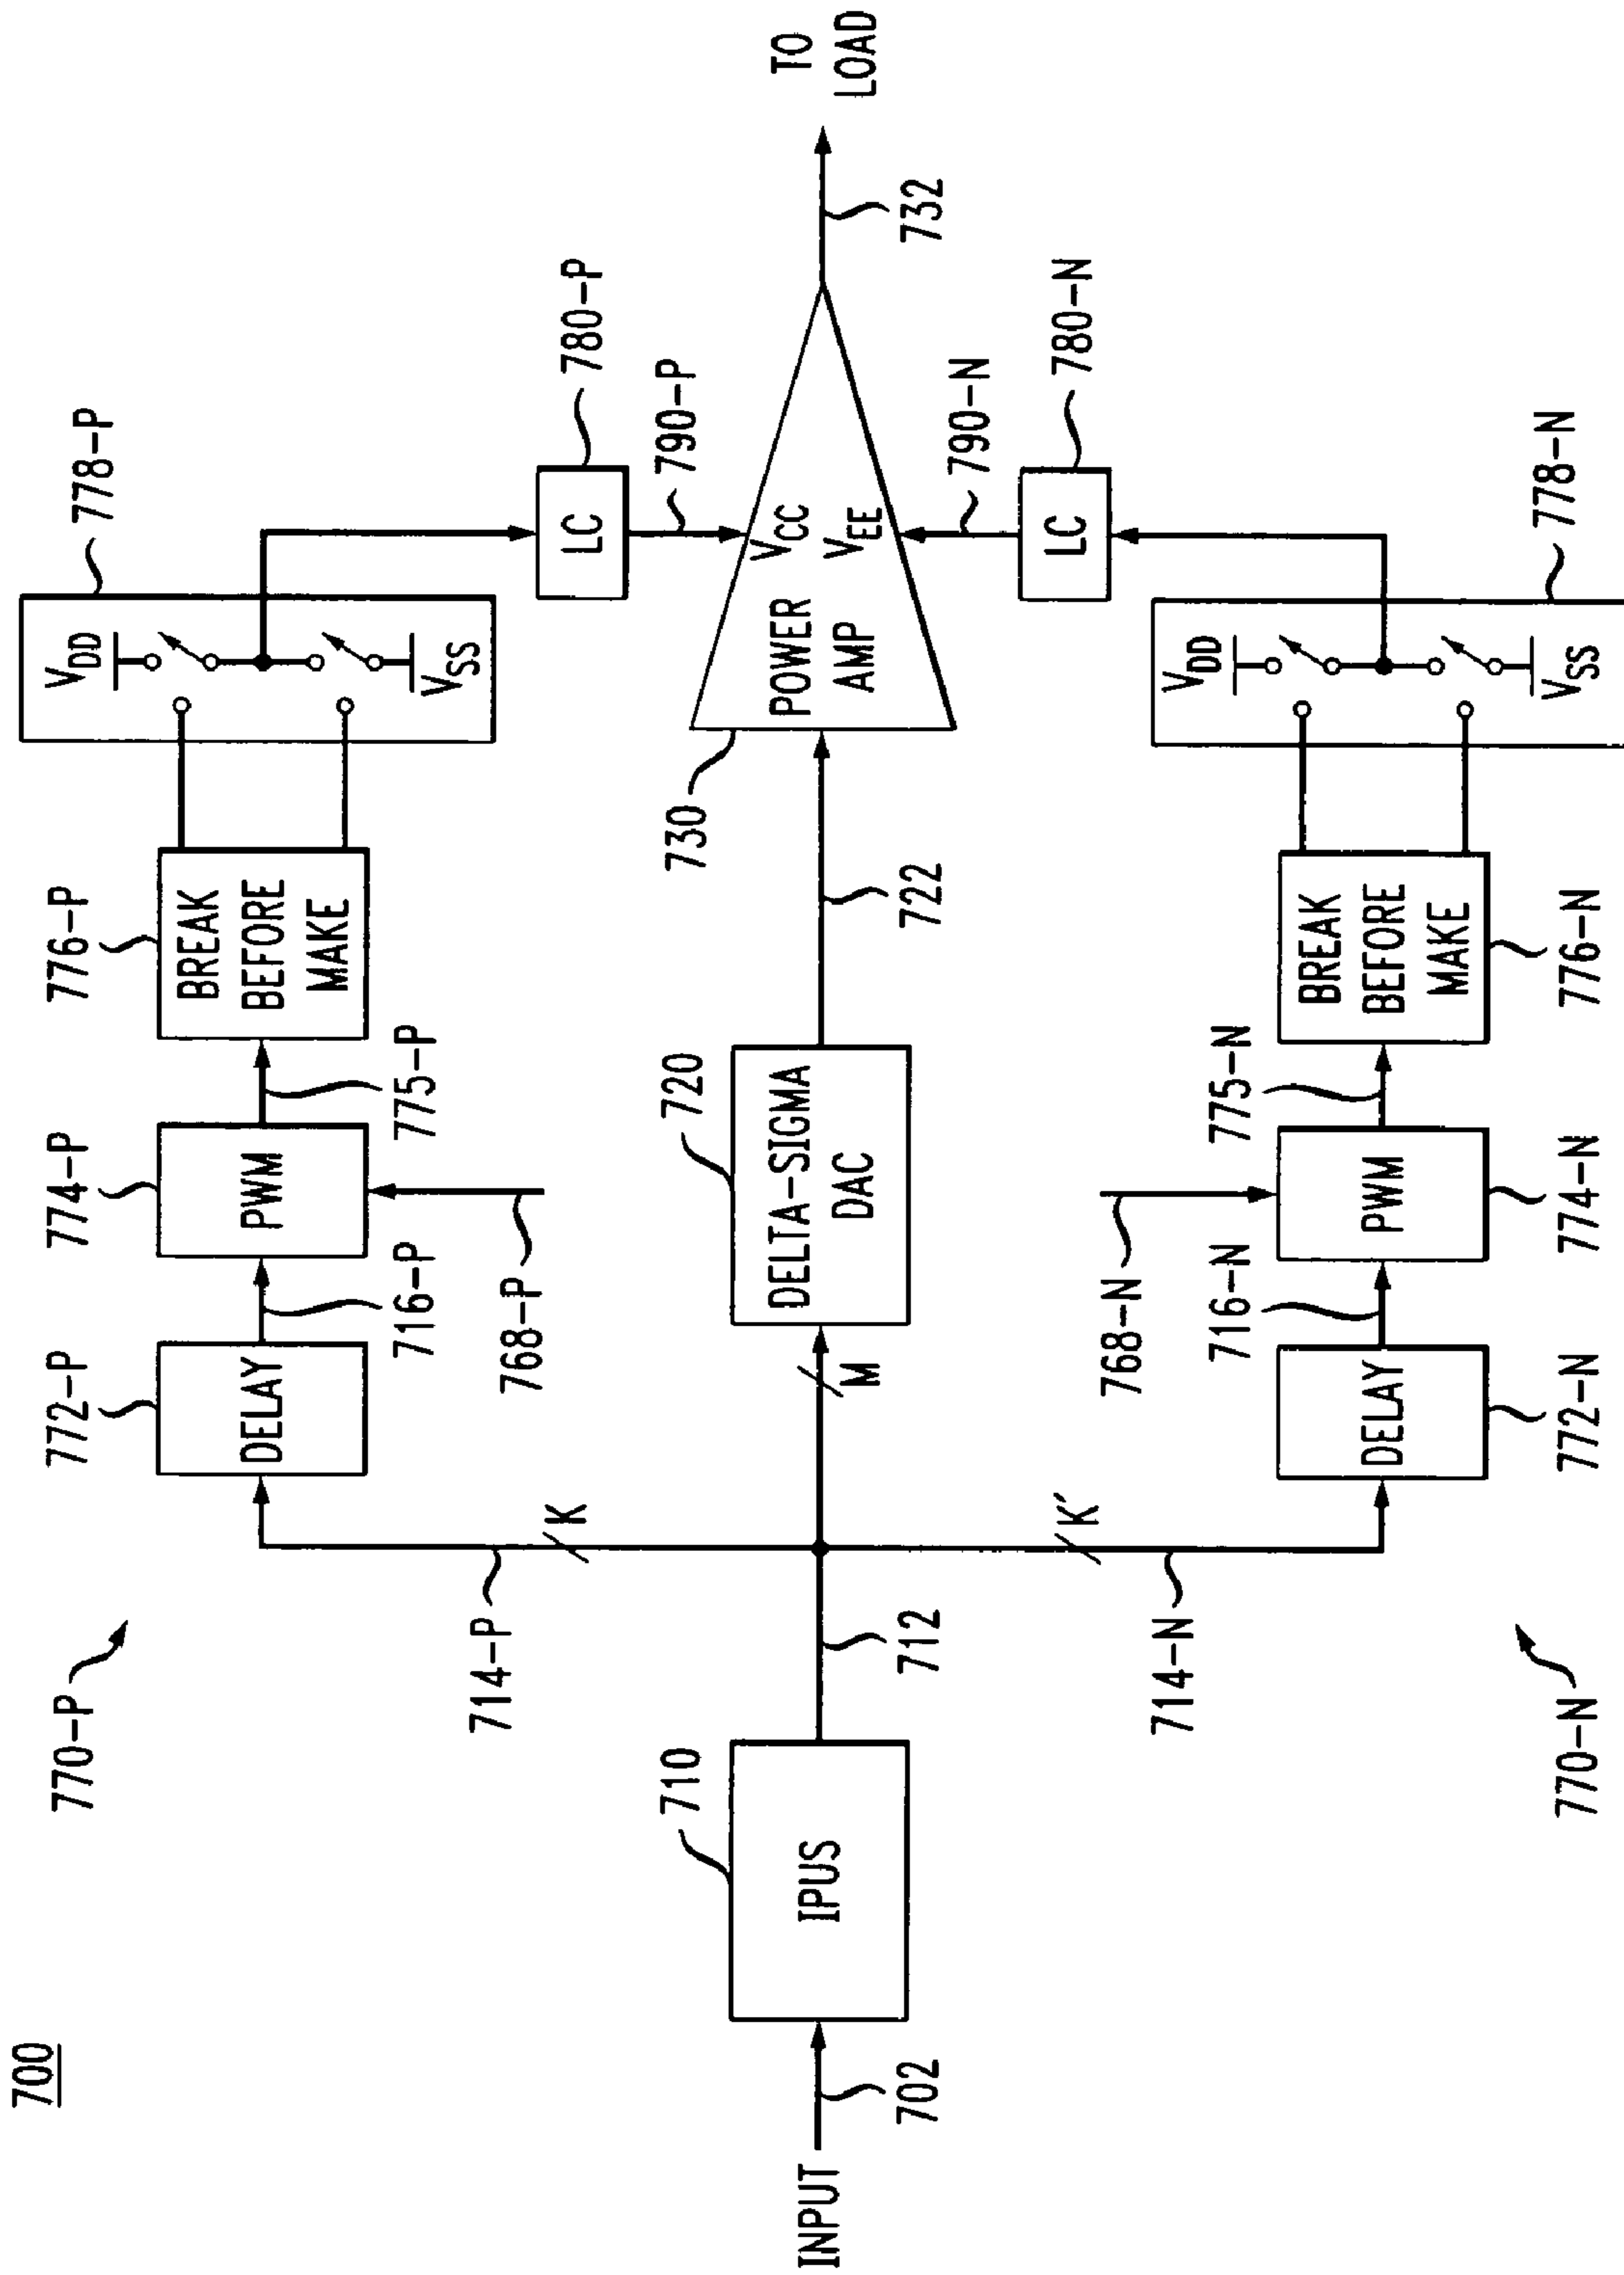 700
770-P
772-P
774-P
776-P
778-P
DELAY
716-P
PWM
775-P
BREAK
BEFORE
MAKE
VDD
VSS
768-P
714-P
K
LC
780-P
790-P
INPUT
702
IPUS
710
712
M
DELTA-SIGMA
DAC
720
722
730
POWER
AMP
VCC
VEE
732
TO
LOAD
714-N
K'
768-N
716-N
775-N
790-N
LC
780-N
DELAY
PWM
BREAK
BEFORE
MAKE
VDD
VSS
770-N
772-N
774-N
776-N
778-N